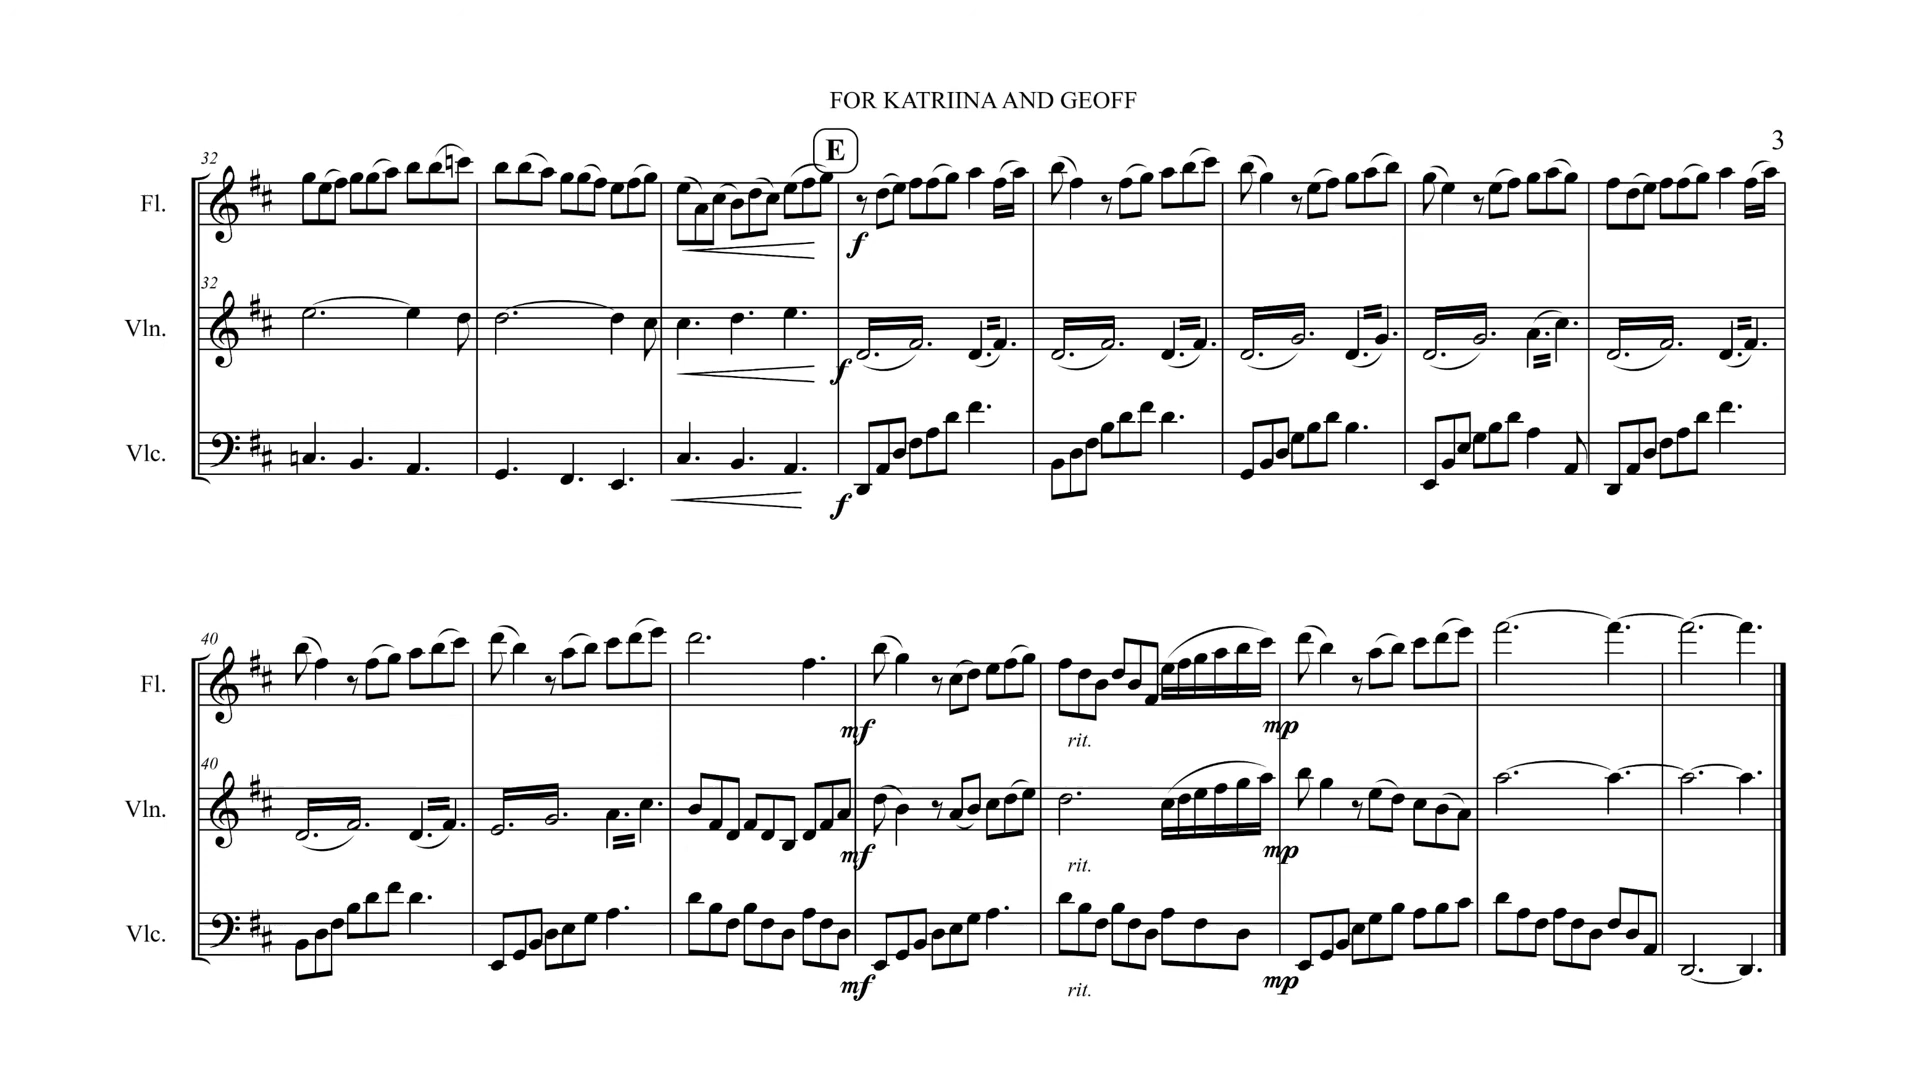 FOR KATRIINA AND GEOFF
3
E
32
Fl.
f
32
Vln.
f
Vlc.
f
40
Fl.
mf
rit.
mp
40
Vln.
mf
rit.
mp
Vlc.
mf
rit.
mp